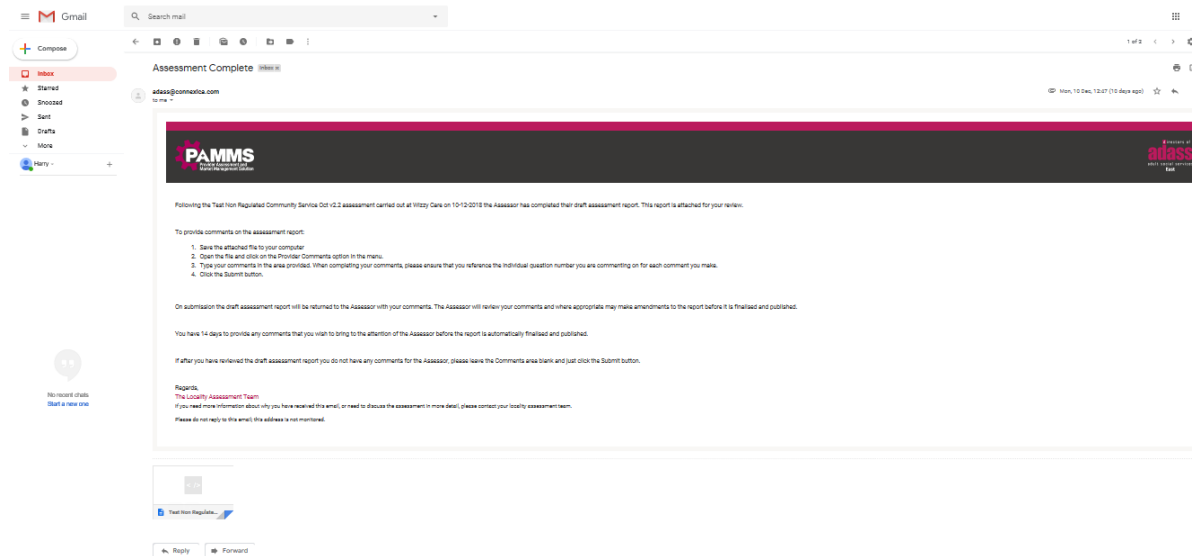 Gmail
Search mail
Compose
1 of 2
Inbox
Starred
Snoozed
Sent
Drafts
More
Harry
Assessment Complete Inbox x
adass@connexica.com
to me
Mon, 10 Dec, 12:47 (10 days ago)
PAMMS
Provider Assessment and
Market Management Solution
directors of
adass
adult social services
East
Following the Test Non Regulated Community Service Oct v2.2 assessment carried out at Wizzy Care on 10-12-2018 the Assessor has completed their draft assessment report. This report is attached for your review.
To provide comments on the assessment report:
1. Save the attached file to your computer
2. Open the file and click on the Provider Comments option in the menu.
3. Type your comments in the area provided. When completing your comments, please ensure that you reference the individual question number you are commenting on for each comment you make.
4. Click the Submit button.
On submission the draft assessment report will be returned to the Assessor with your comments. The Assessor will review your comments and where appropriate may make amendments to the report before it is finalised and published.
You have 14 days to provide any comments that you wish to bring to the attention of the Assessor before the report is automatically finalised and published.
If after you have reviewed the draft assessment report you do not have any comments for the Assessor, please leave the Comments area blank and just click the Submit button.
Regards,
The Locality Assessment Team
If you need more information about why you have received this email, or need to discuss the assessment in more detail, please contact your locality assessment team.
Please do not reply to this email; this address is not monitored.
No recent chats
Start a new one
Test Non Regulate...
Reply
Forward